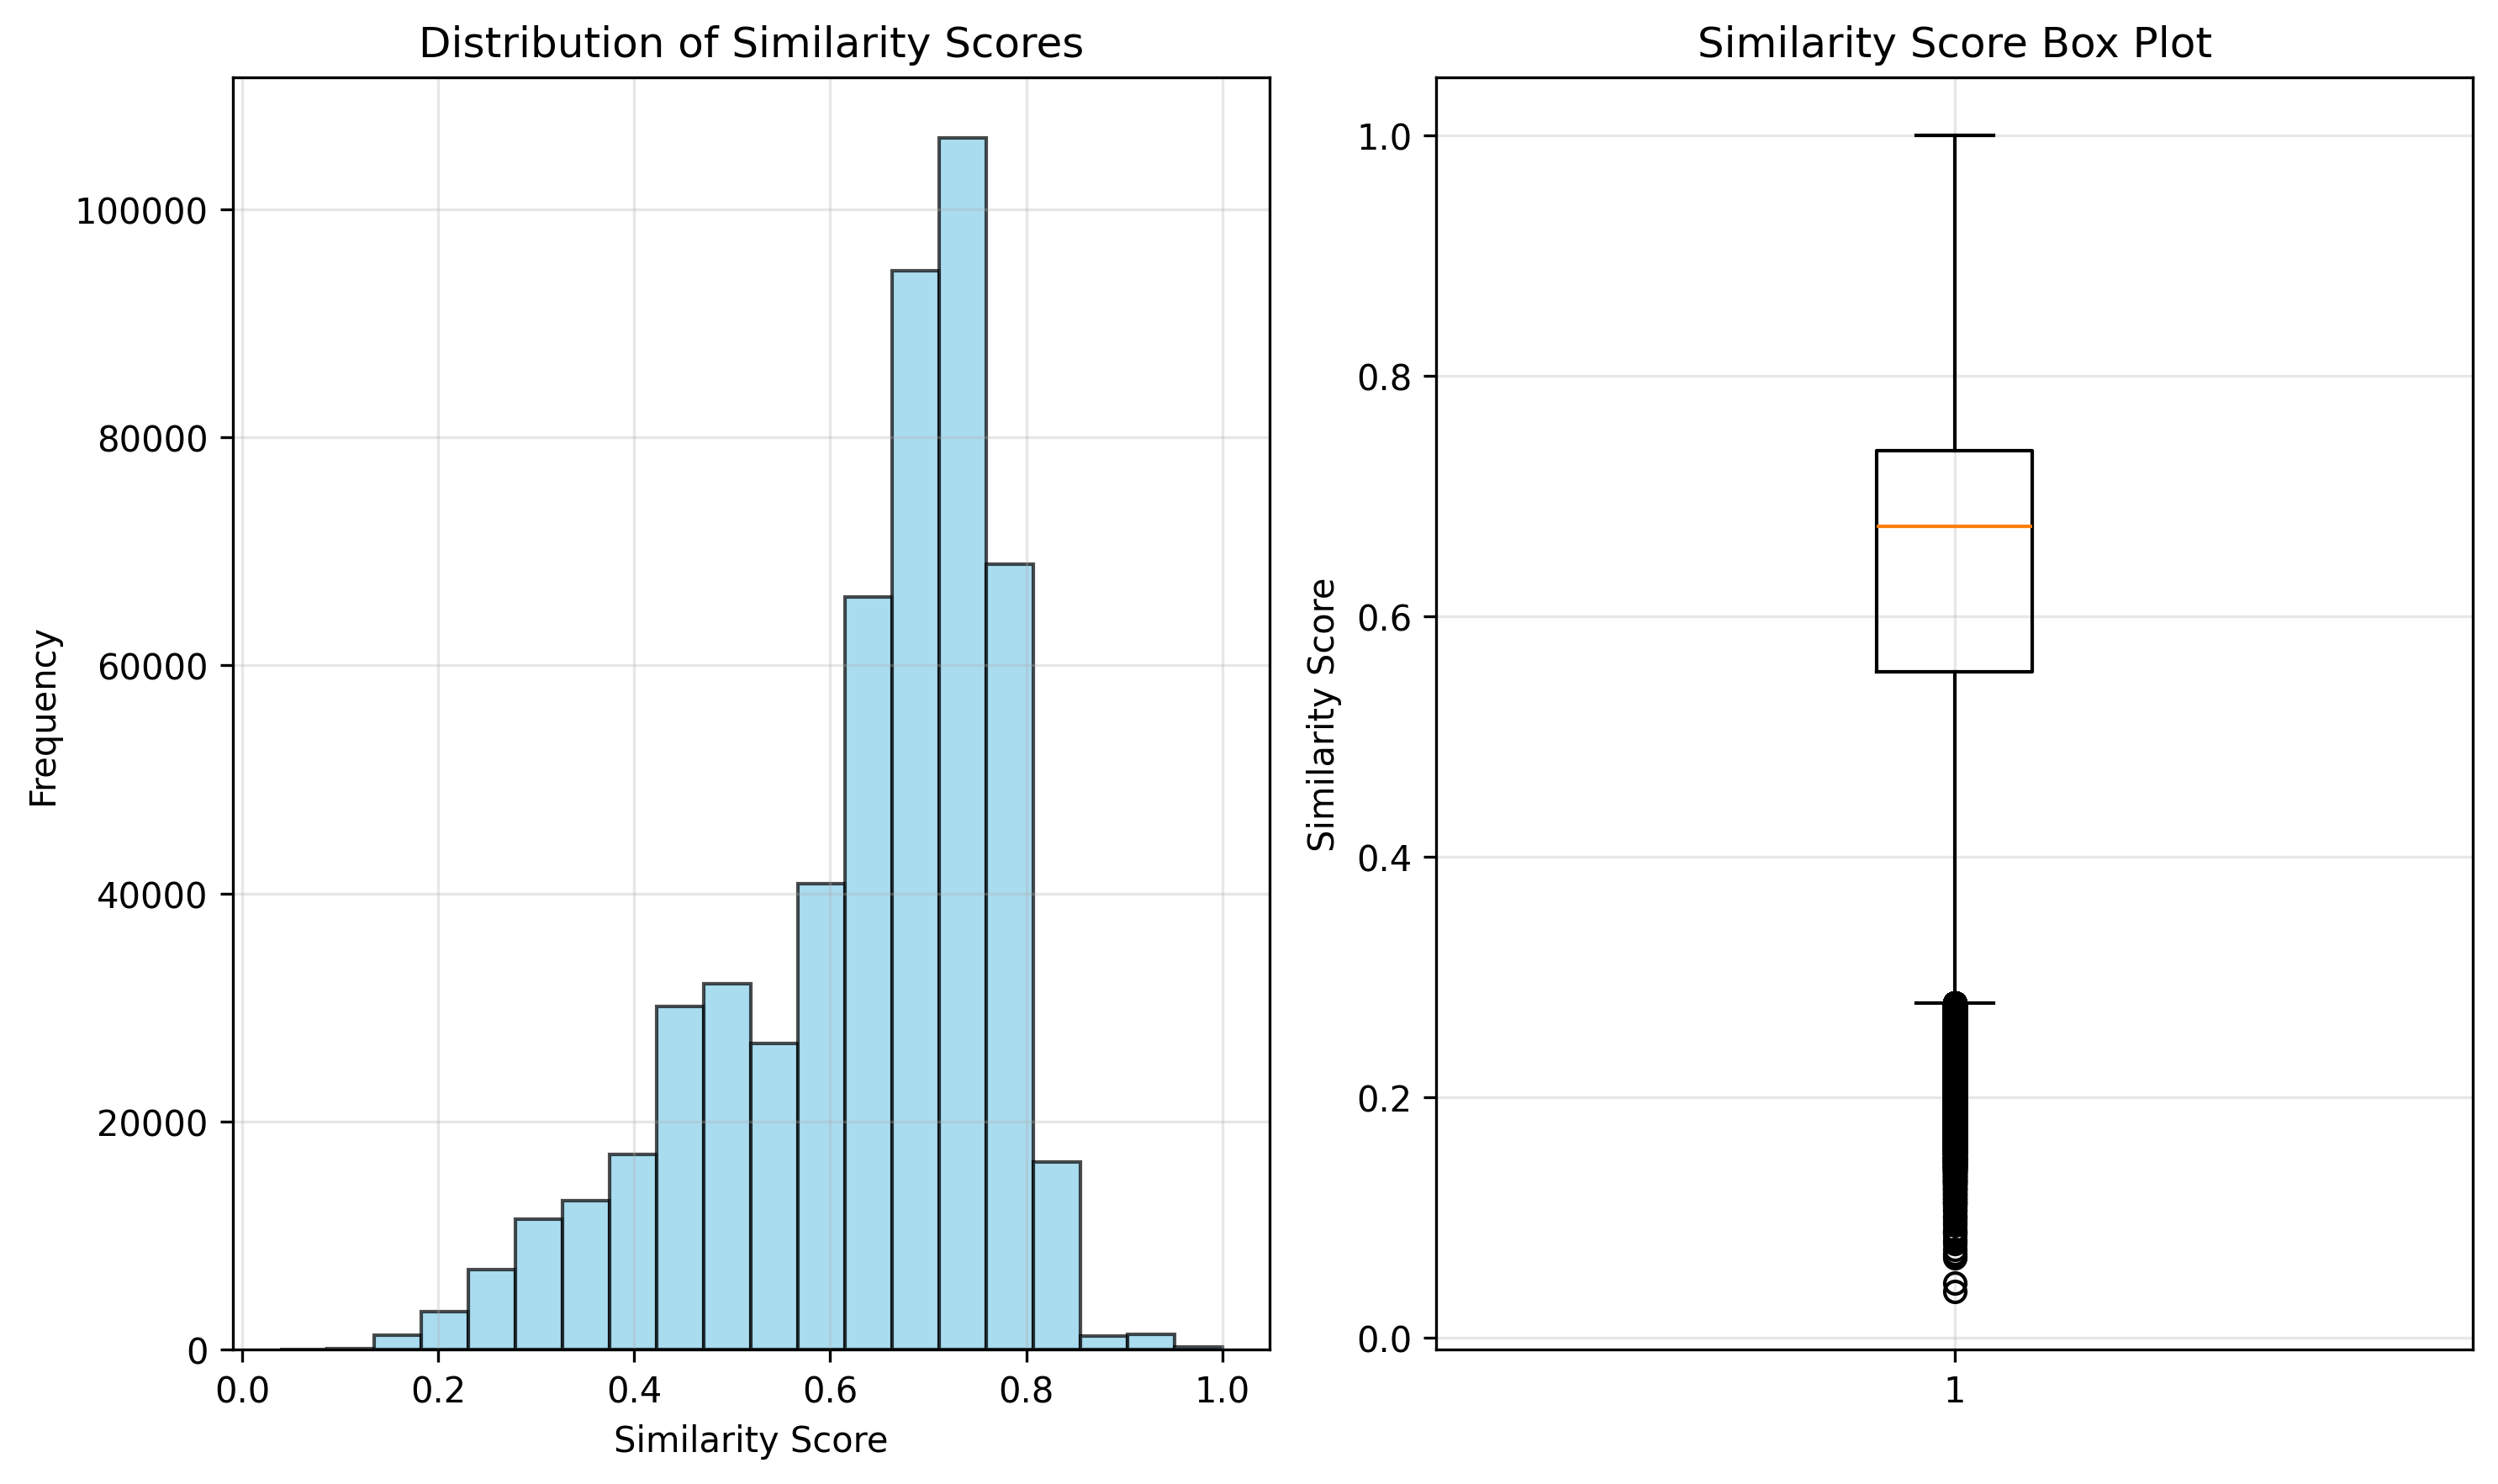 Distribution of Similarity Scores
Frequency
100000
80000
60000
40000
20000
0
0.0 0.2 0.4 0.6 0.8 1.0
Similarity Score
Similarity Score Box Plot
Similarity Score
1.0
0.8
0.6
0.4
0.2
0.0
1